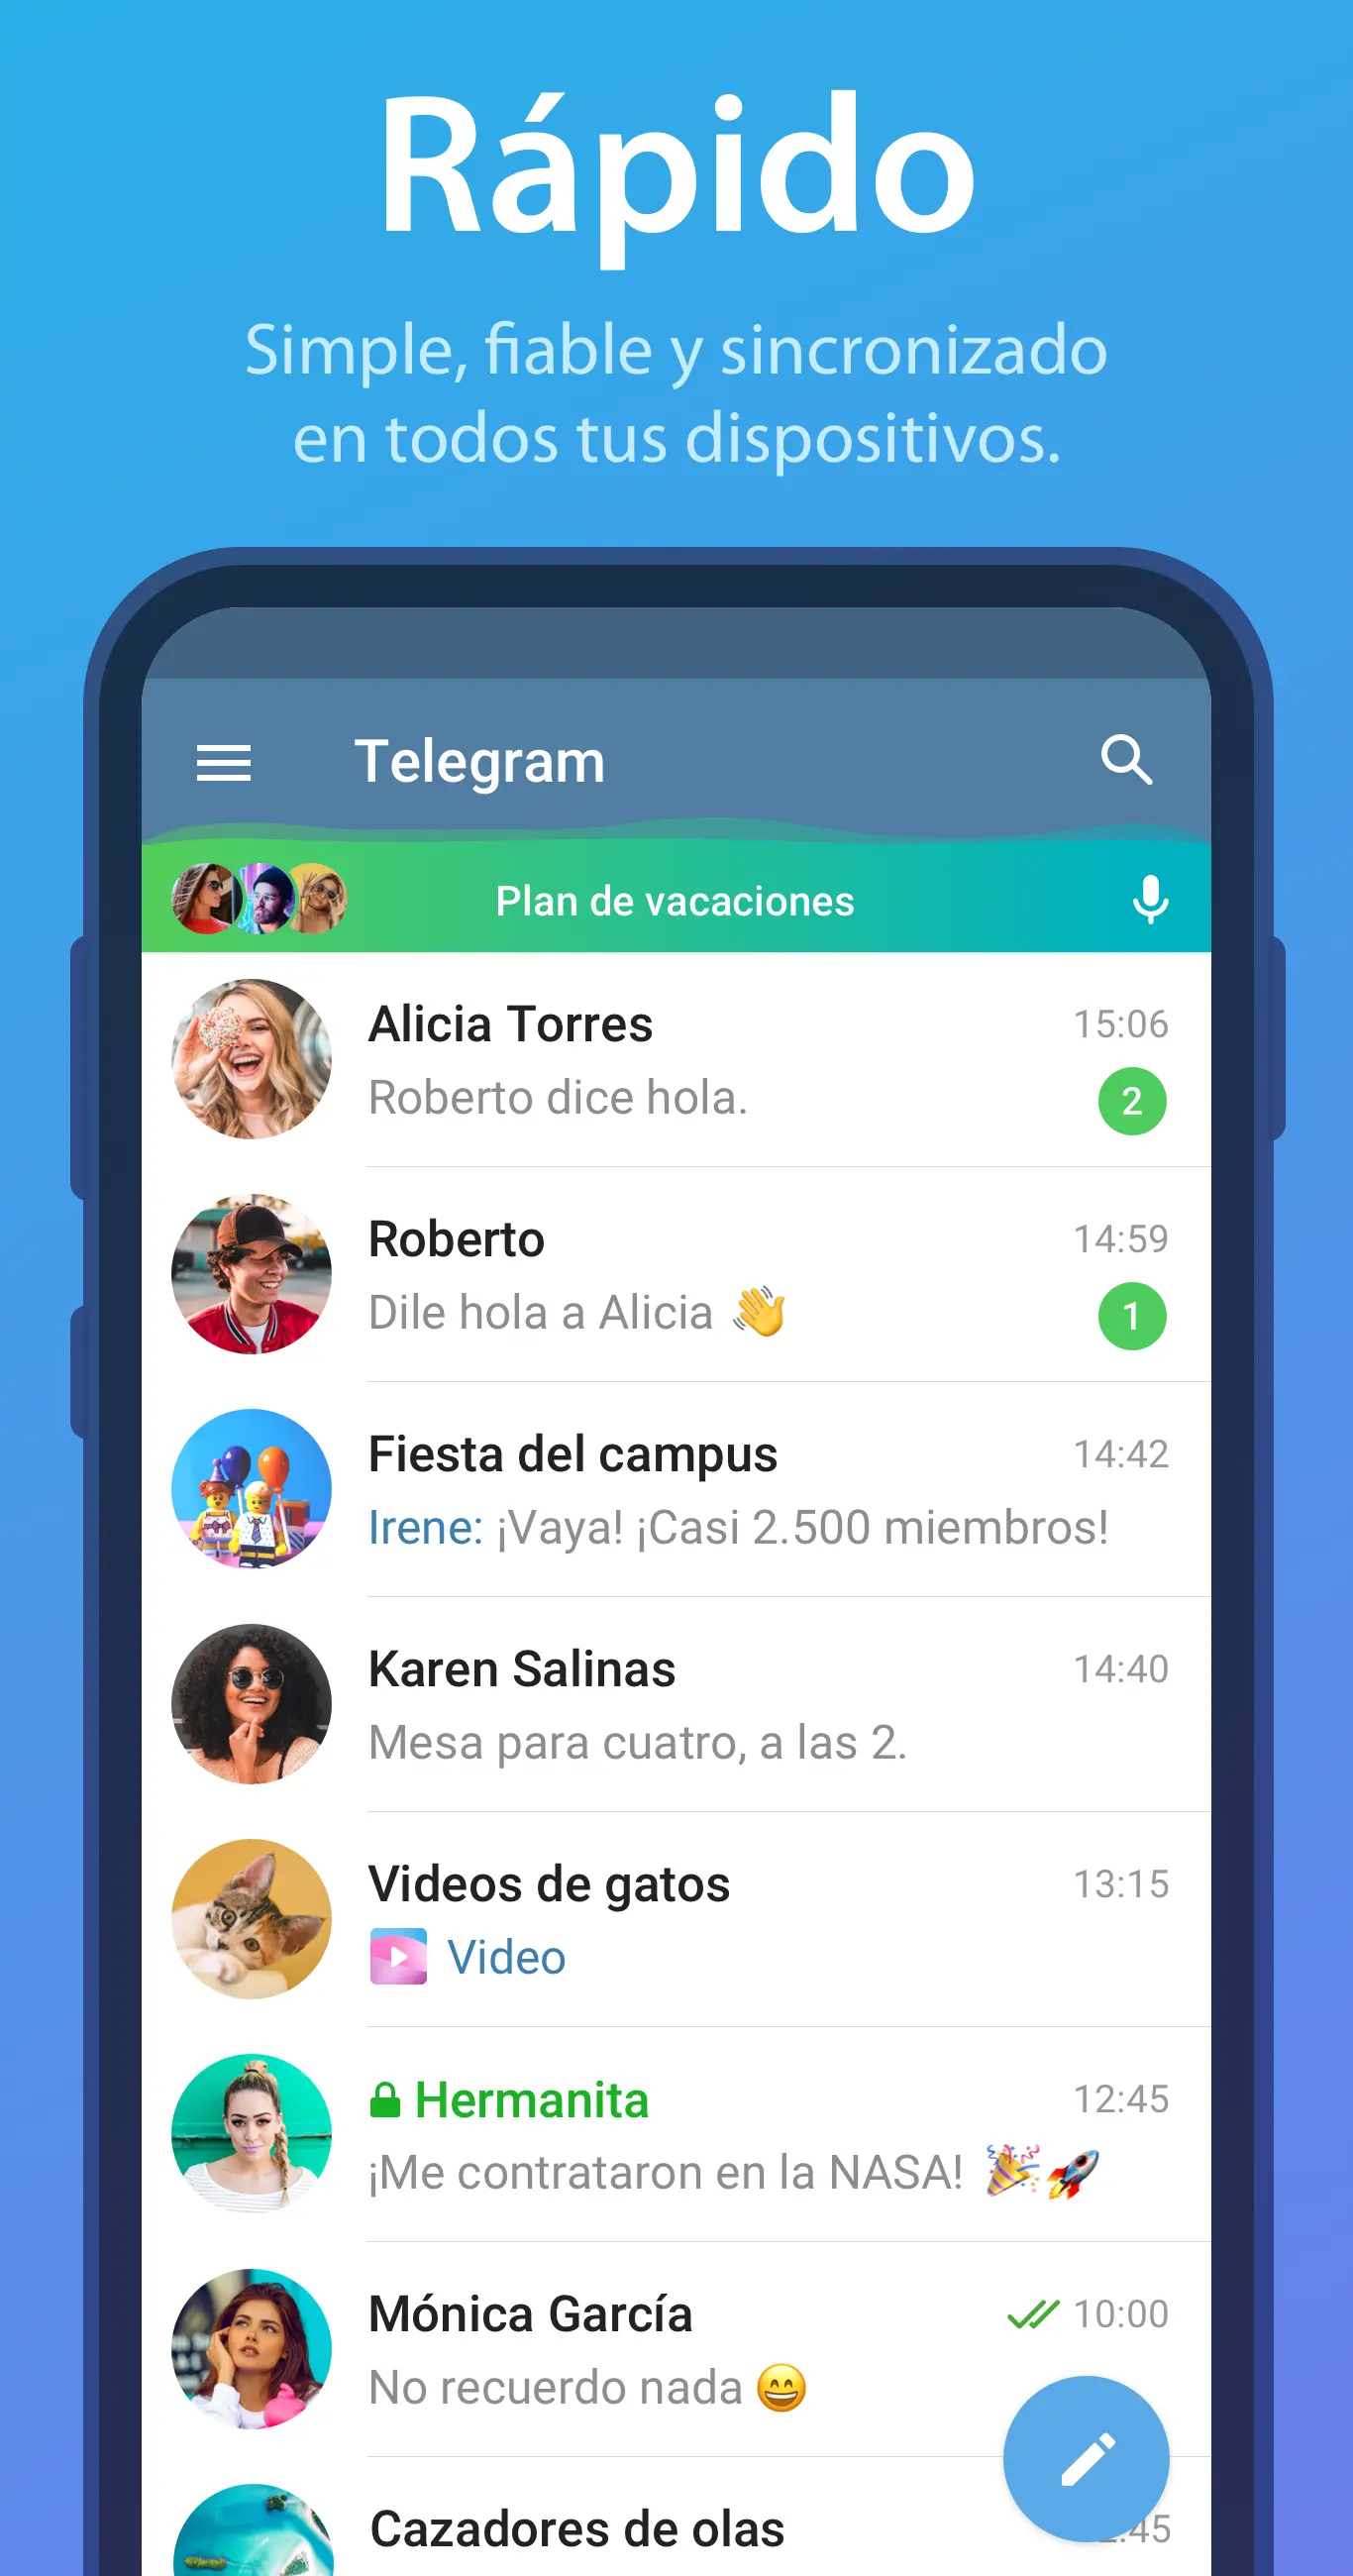 Rápido
Simple, fiable y sincronizado
en todos tus dispositivos.
Telegram
Plan de vacaciones
Alicia Torres 15:06
Roberto dice hola. 2
Roberto 14:59
Dile hola a Alicia 👋 1
Fiesta del campus 14:42
Irene: ¡Vaya! ¡Casi 2.500 miembros!
Karen Salinas 14:40
Mesa para cuatro, a las 2.
Videos de gatos 13:15
Video
Hermanita 12:45
¡Me contrataron en la NASA! 🎉🚀
Mónica García 10:00
No recuerdo nada 😄
Cazadores de olas